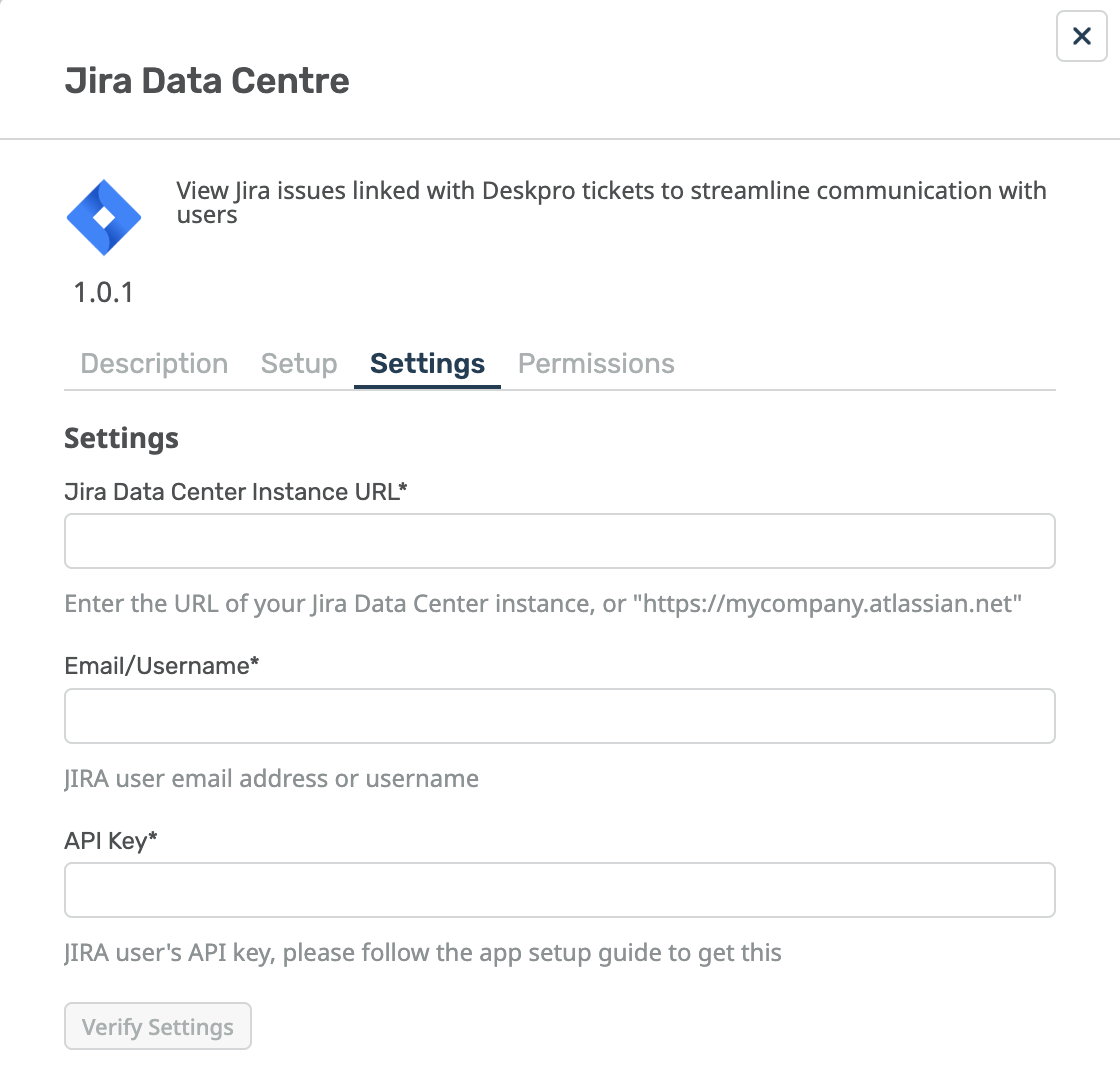 Jira Data Centre
View Jira issues linked with Deskpro tickets to streamline communication with
users
1.0.1
Description Setup Settings Permissions
Settings
Jira Data Center Instance URL*
Enter the URL of your Jira Data Center instance, or "https://mycompany.atlassian.net"
Email/Username*
JIRA user email address or username
API Key*
JIRA user's API key, please follow the app setup guide to get this
Verify Settings